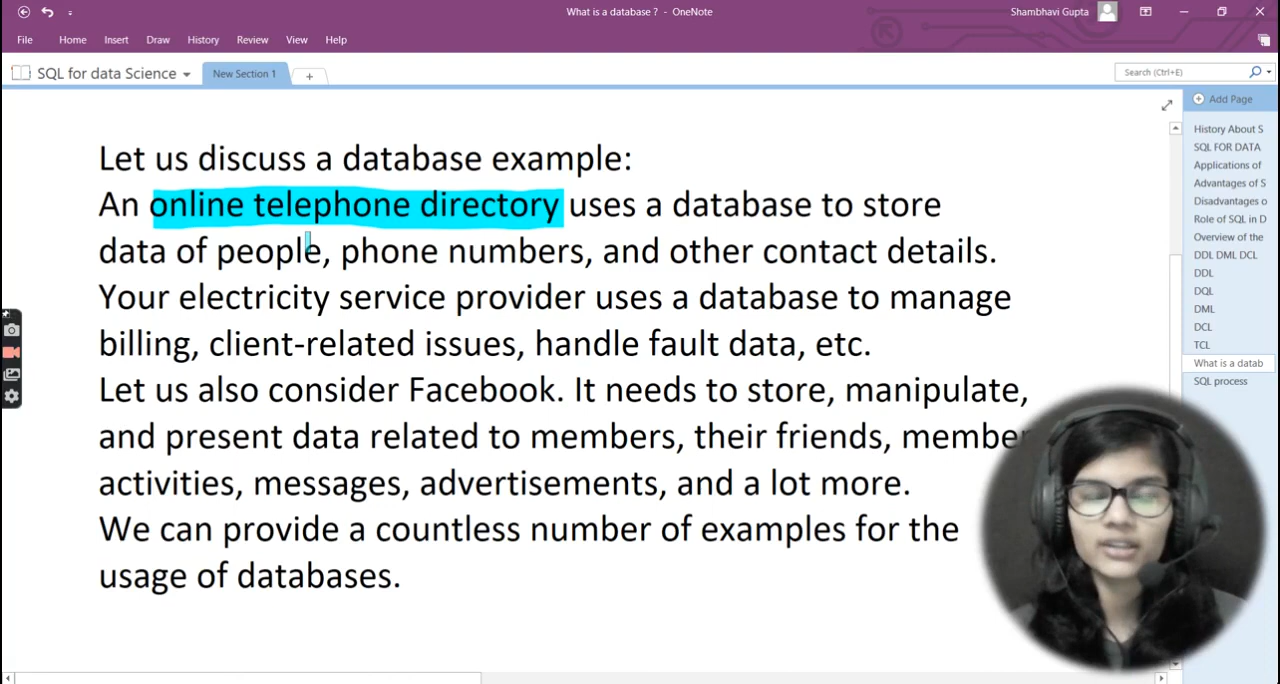 What is a database ? - OneNote
Shambhavi Gupta
File Home Insert Draw History Review View Help
SQL for data Science
New Section 1
+
Search (Ctrl+E)
Add Page
Let us discuss a database example:
An online telephone directory uses a database to store
data of people, phone numbers, and other contact details.
Your electricity service provider uses a database to manage
billing, client-related issues, handle fault data, etc.
Let us also consider Facebook. It needs to store, manipulate,
and present data related to members, their friends, member
activities, messages, advertisements, and a lot more.
We can provide a countless number of examples for the
usage of databases.
History About S
SQL FOR DATA
Applications of
Advantages of S
Disadvantages o
Role of SQL in D
Overview of the
DDL DML DCL
DDL
DQL
DML
DCL
TCL
What is a datab
SQL process